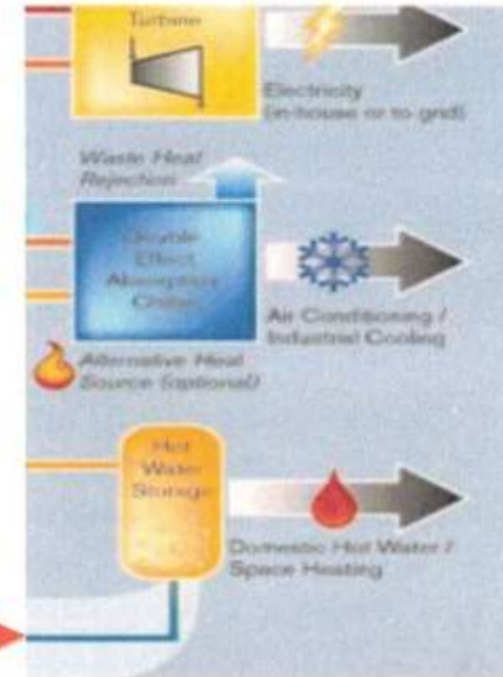 Turbine
Electricity
(in-house or to grid)
Waste Heat
Rejection
Double
Effect
Absorption
Chiller
Air Conditioning /
Industrial Cooling
Alternative Heat
Source (optional)
Hot
Water
Storage
Domestic Hot Water /
Space Heating